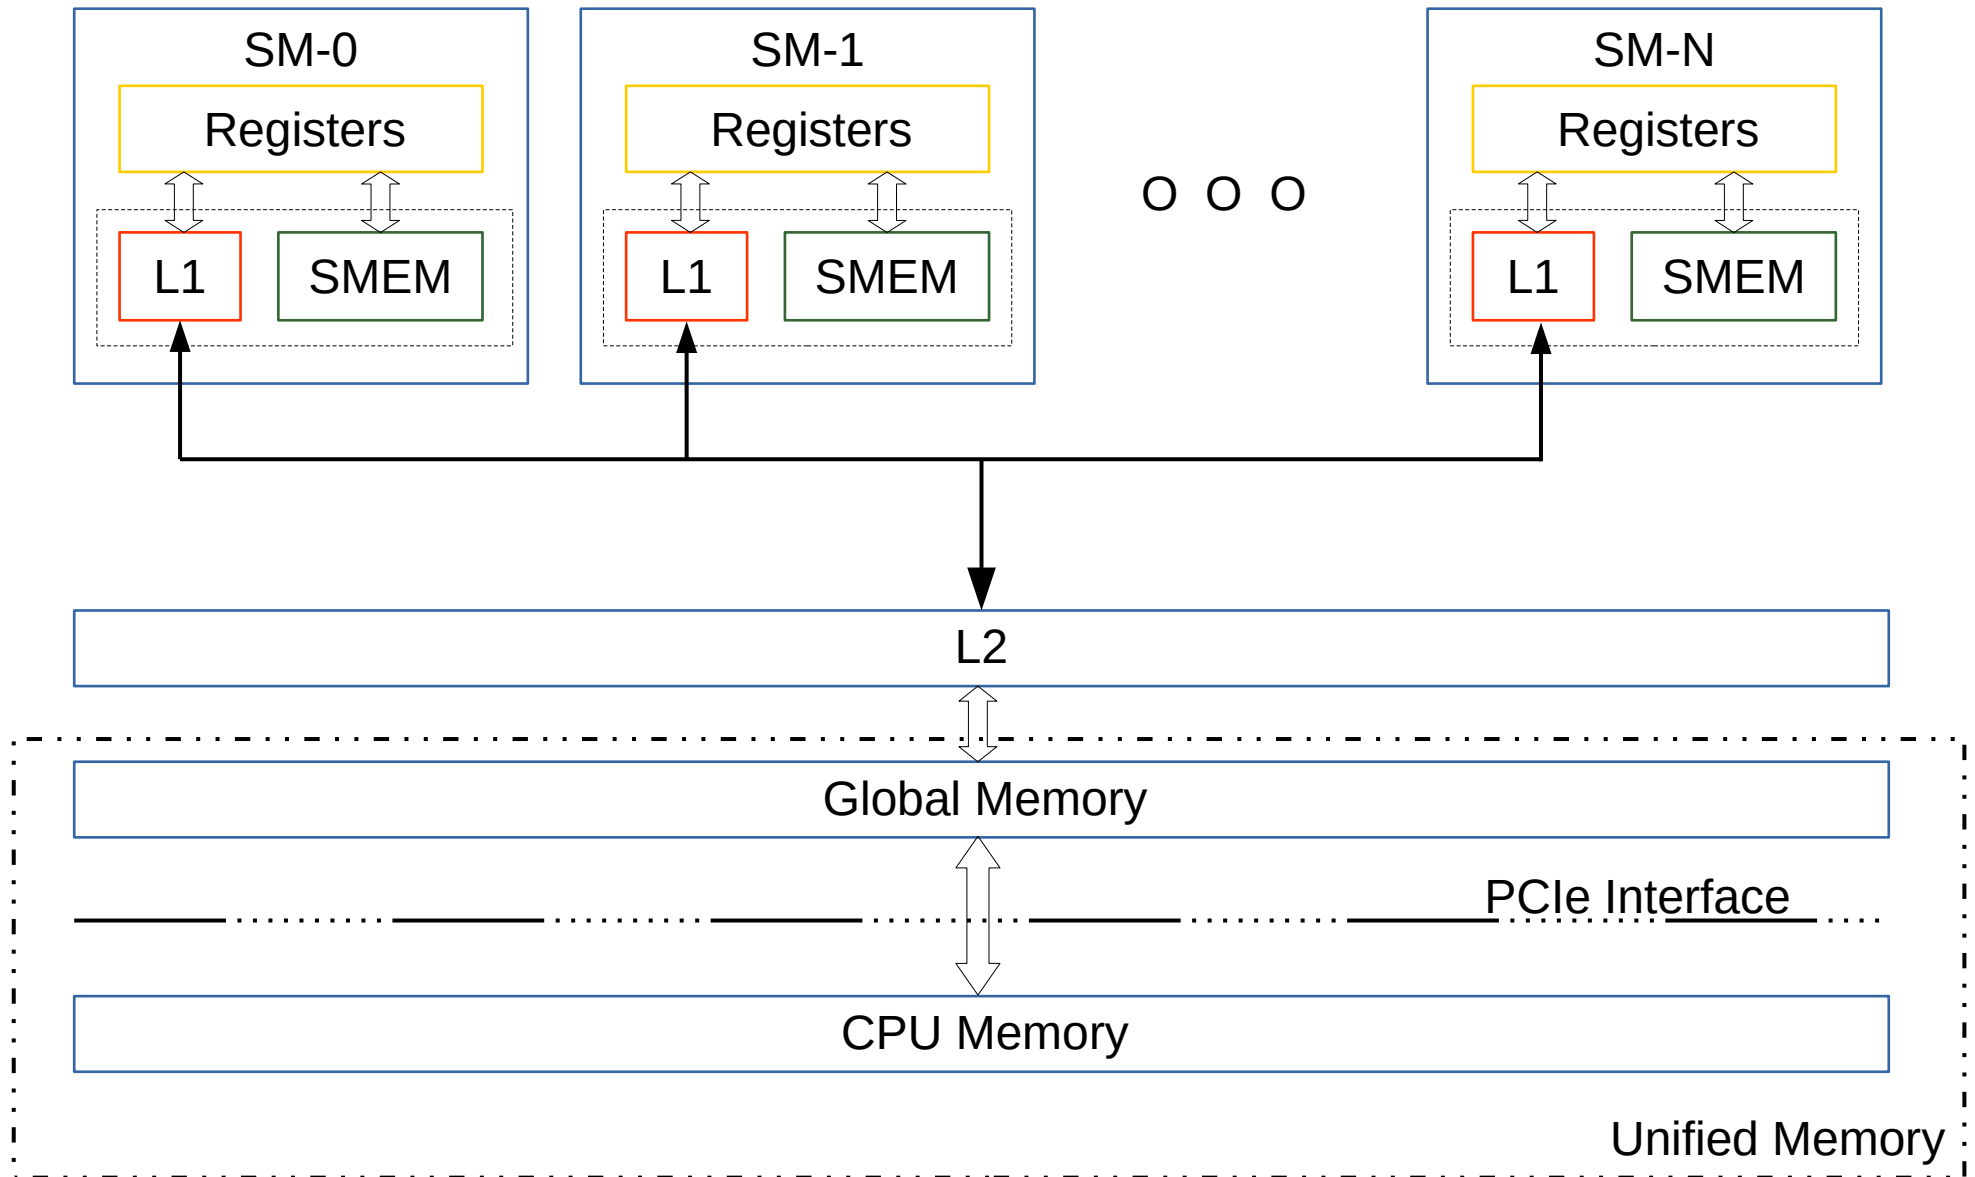 SM-0
SM-1
SM-N
Registers
Registers
O O O
Registers
L1
SMEM
L1
SMEM
L1
SMEM
L2
Global Memory
PCIe Interface
CPU Memory
Unified Memory